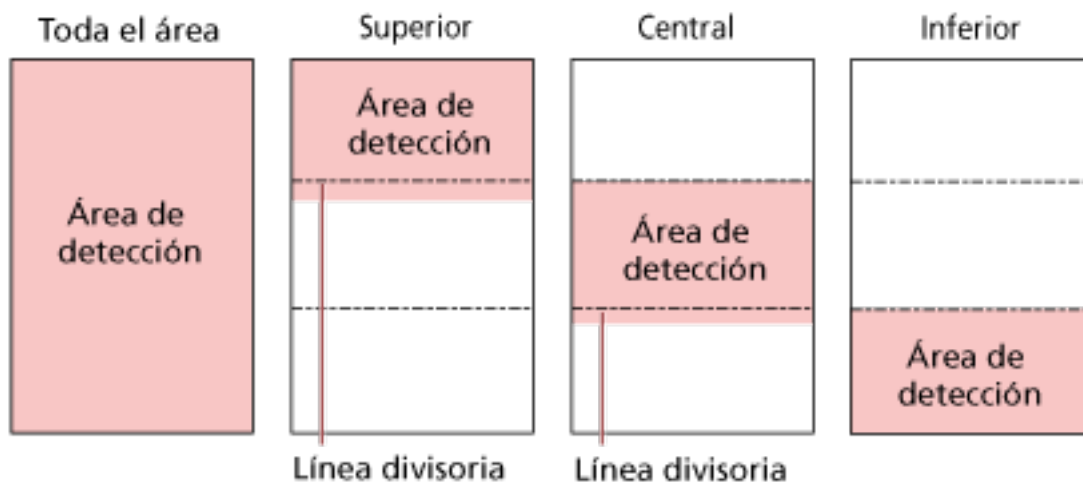 Toda el área
Superior
Central
Inferior
Área de
detección
Área de
detección
Área de
detección
Área de
detección
Línea divisoria
Línea divisoria